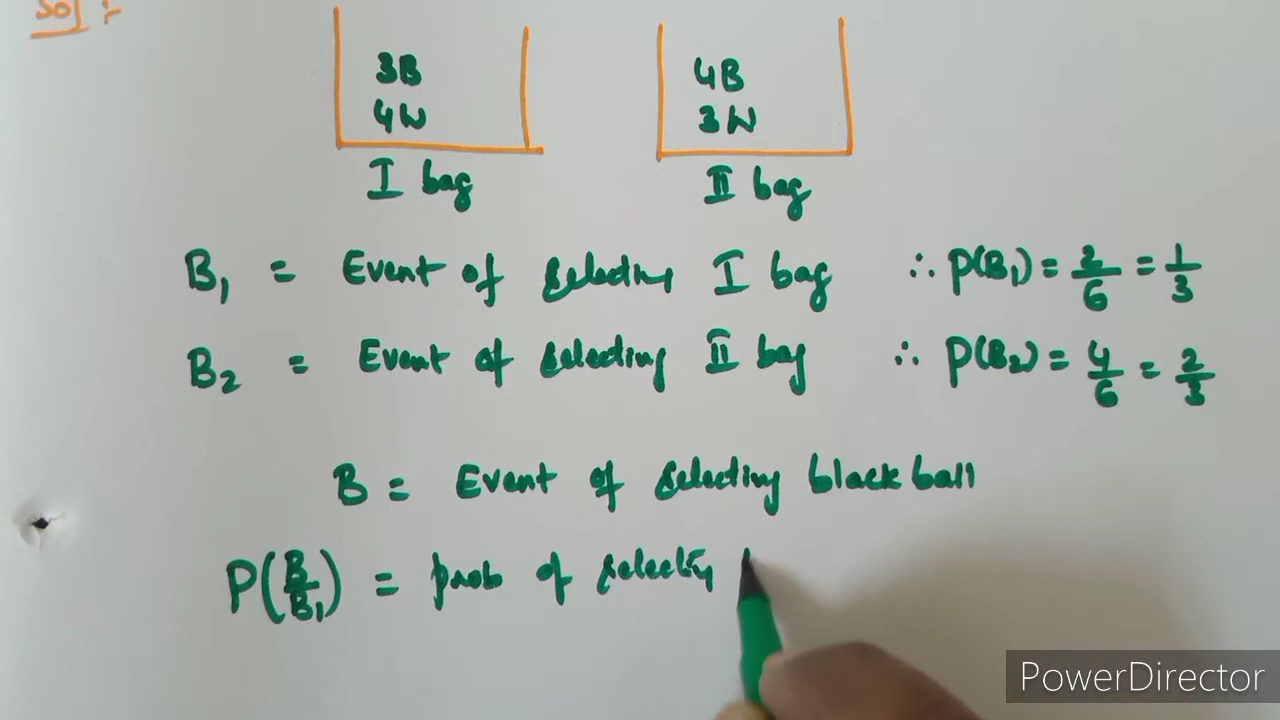 Sol :-
3B 4B
4W 3W
I bag II bag
B₁ = Event of selecting I bag ∴ P(B₁) = 2/6 = 1/3
B₂ = Event of selecting II bag ∴ P(B₂) = 4/6 = 2/3
B = Event of selecting black ball
P(B/B₁) = prob of selectig
PowerDirector